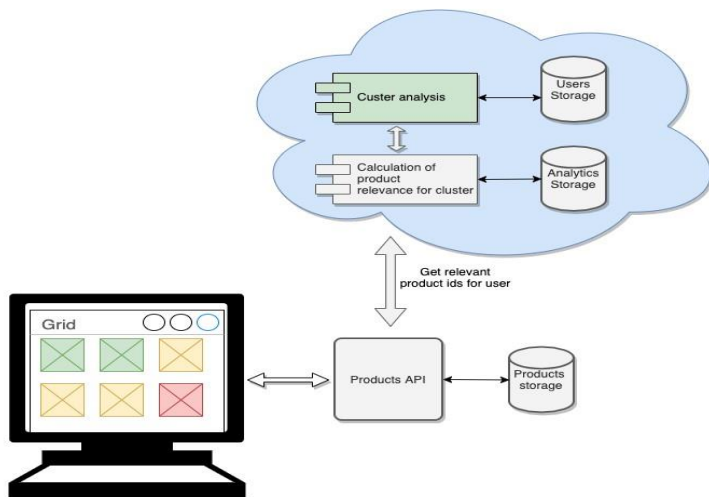 Custer analysis
Users
Storage
Calculation of
product
relevance for cluster
Analytics
Storage
Get relevant
product ids for user
Grid
Products API
Products
storage